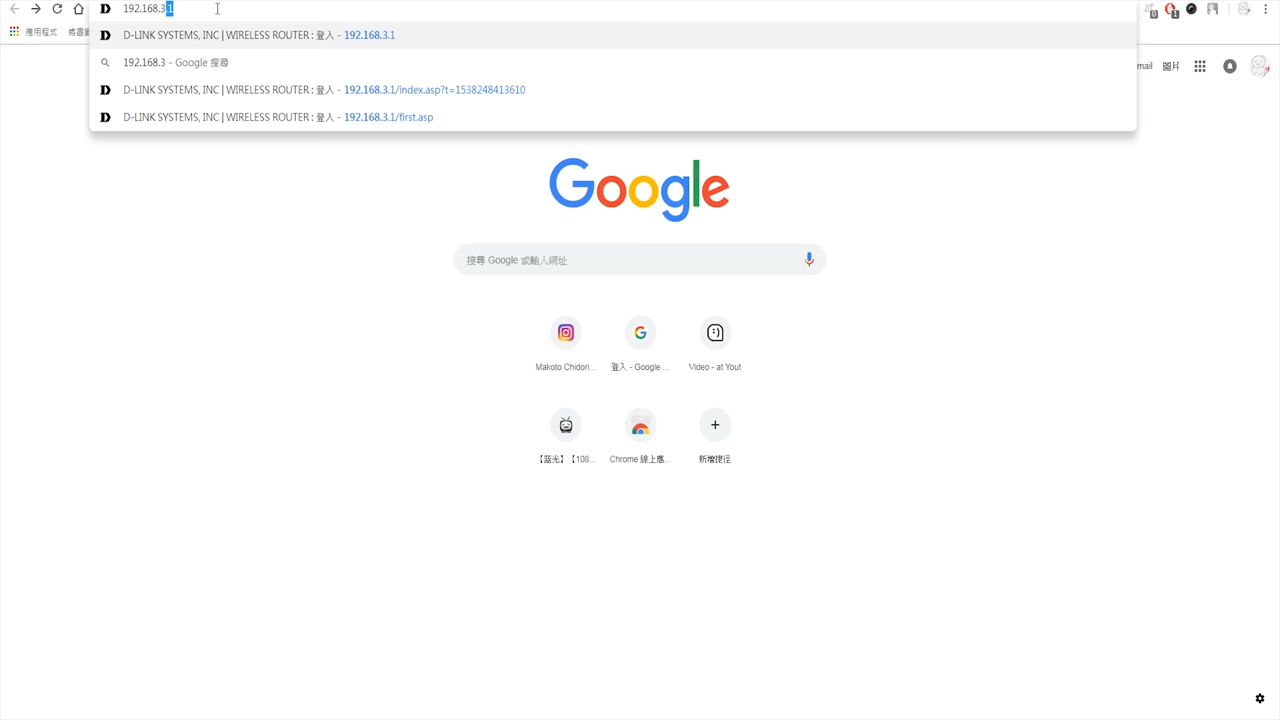 192.168.3.1
0
1
D-LINK SYSTEMS, INC | WIRELESS ROUTER : 登入 - 192.168.3.1
192.168.3 - Google 搜尋
D-LINK SYSTEMS, INC | WIRELESS ROUTER : 登入 - 192.168.3.1/index.asp?t=1538248413610
D-LINK SYSTEMS, INC | WIRELESS ROUTER : 登入 - 192.168.3.1/first.asp
應用程式
mail 圖片
Google
搜尋 Google 或輸入網址
Makoto Chidori... 登入 - Google ... Video - at Yout
【蓝光】【108... Chrome 線上應... 新增捷徑